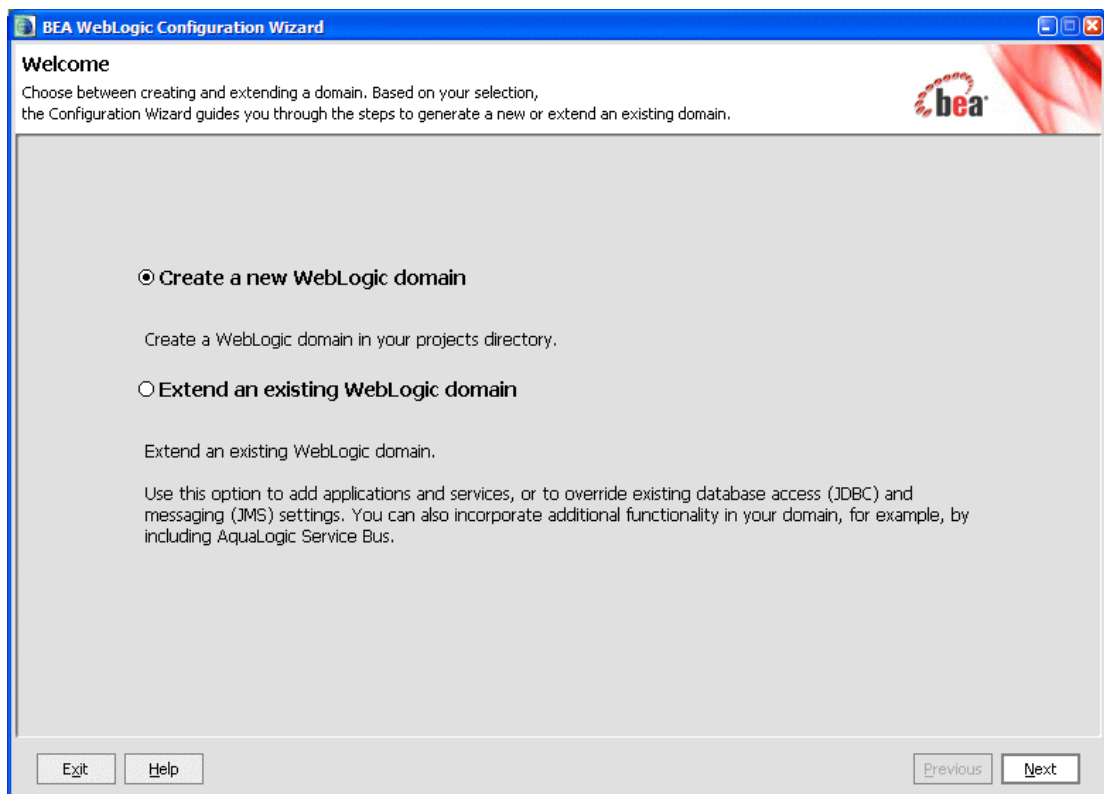 BEA WebLogic Configuration Wizard
Welcome
Choose between creating and extending a domain. Based on your selection,
the Configuration Wizard guides you through the steps to generate a new or extend an existing domain.
bea
Create a new WebLogic domain
Create a WebLogic domain in your projects directory.
Extend an existing WebLogic domain
Extend an existing WebLogic domain.
Use this option to add applications and services, or to override existing database access (JDBC) and
messaging (JMS) settings. You can also incorporate additional functionality in your domain, for example, by
including AquaLogic Service Bus.
Exit Help Previous Next